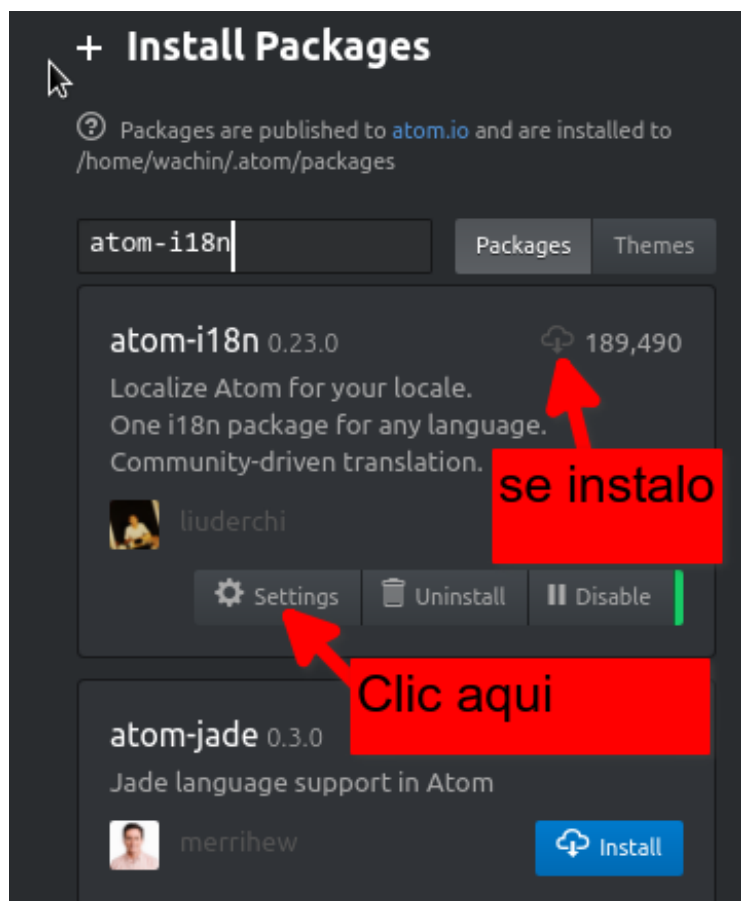 + Install Packages
? Packages are published to atom.io and are installed to
/home/wachin/.atom/packages
atom-i18n
Packages
Themes
atom-i18n 0.23.0
189,490
Localize Atom for your locale.
One i18n package for any language.
Community-driven translation.
se instalo
liuderchi
Settings
Uninstall
Disable
Clic aqui
atom-jade 0.3.0
Jade language support in Atom
merrihew
Install